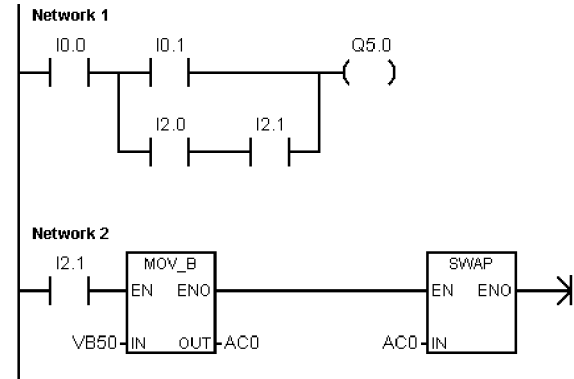 Network 1
I0.0 I0.1 Q5.0
I2.0 I2.1
Network 2
I2.1 MOV_B SWAP
EN ENO EN ENO
VB50 IN OUT AC0 AC0 IN